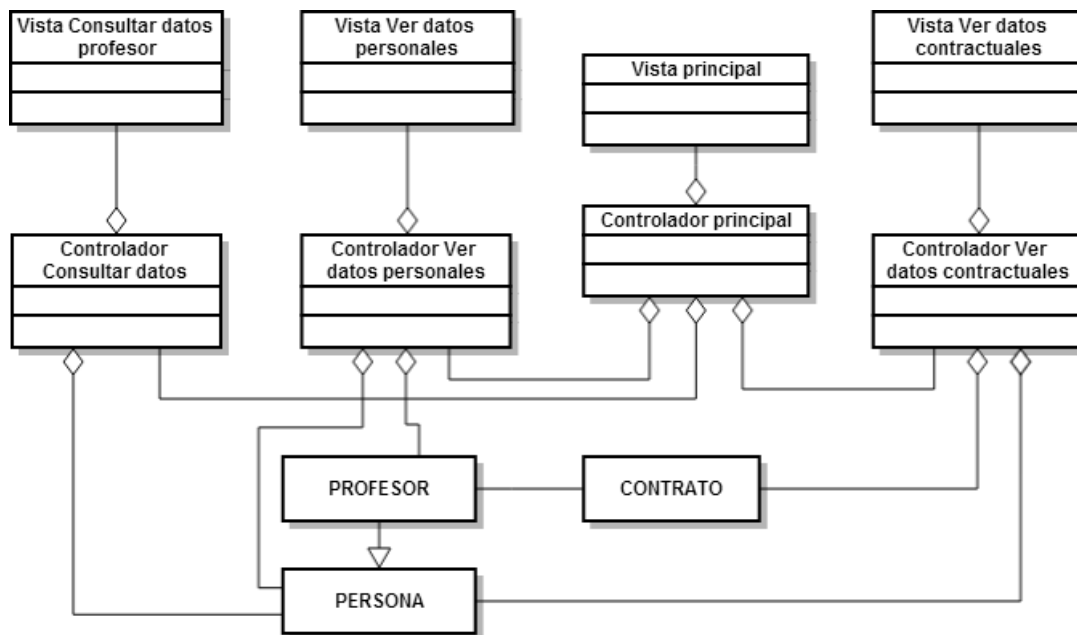 Vista Consultar datos
profesor
Vista Ver datos
personales
Vista principal
Vista Ver datos
contractuales
Controlador
Consultar datos
Controlador Ver
datos personales
Controlador principal
Controlador Ver
datos contractuales
PROFESOR
CONTRATO
PERSONA